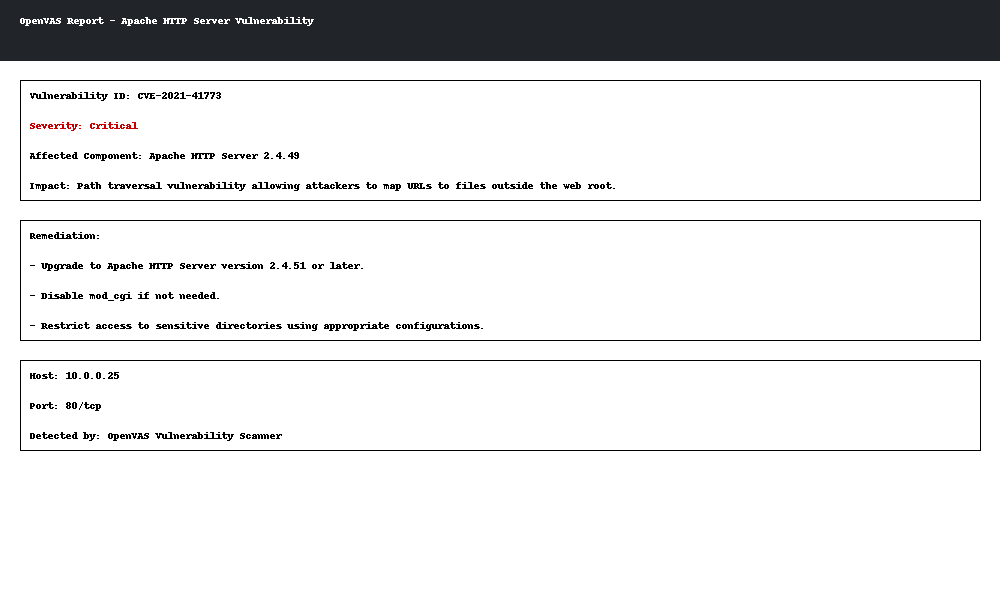 OpenVAS Report - Apache HTTP Server Vulnerability
Vulnerability ID: CVE-2021-41773
Severity: Critical
Affected Component: Apache HTTP Server 2.4.49
Impact: Path traversal vulnerability allowing attackers to map URLs to files outside the web root.
Remediation:
- Upgrade to Apache HTTP Server version 2.4.51 or later.
- Disable mod_cgi if not needed.
- Restrict access to sensitive directories using appropriate configurations.
Host: 10.0.0.25
Port: 80/tcp
Detected by: OpenVAS Vulnerability Scanner